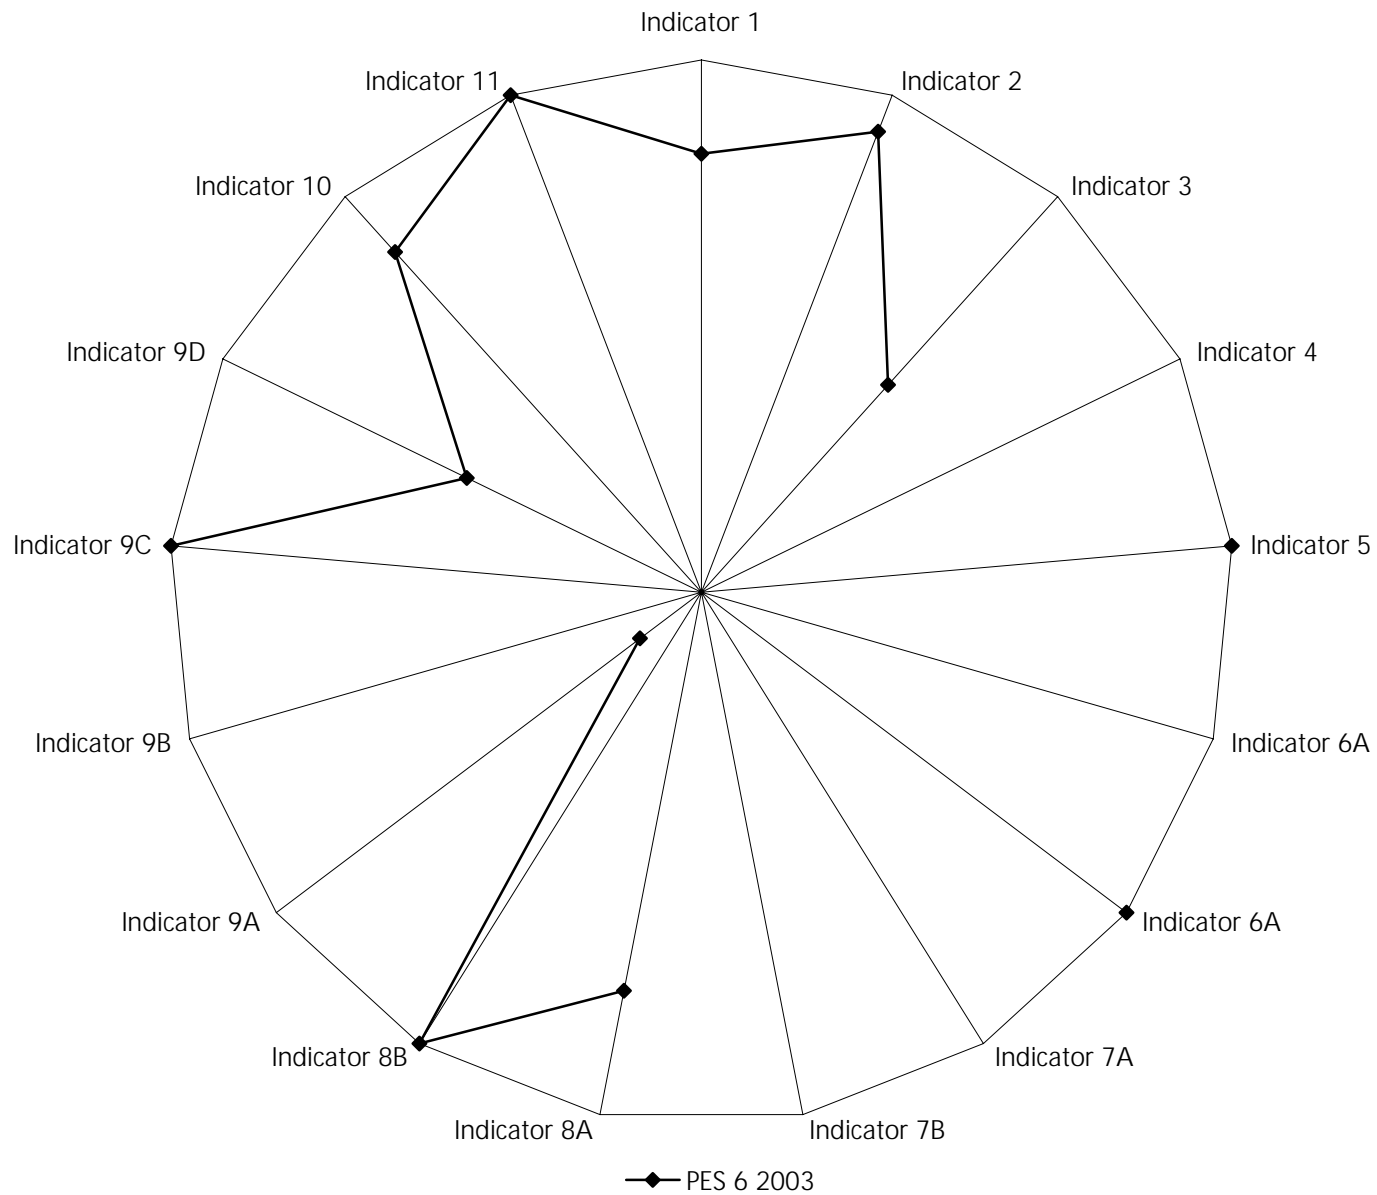 Indicator 1
Indicator 11
Indicator 2
Indicator 10
Indicator 3
Indicator 9D
Indicator 4
Indicator 9C
Indicator 5
Indicator 9B
Indicator 6A
Indicator 9A
Indicator 6A
Indicator 8B
Indicator 7A
Indicator 8A
Indicator 7B
PES 6 2003